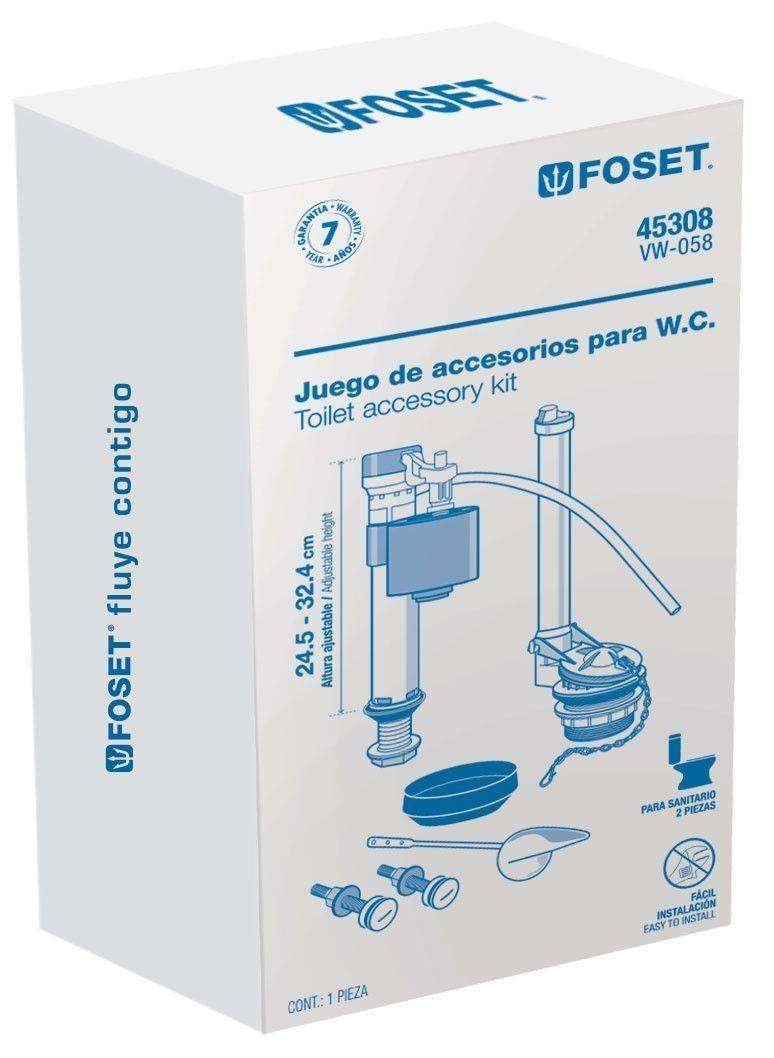 FOSET®
FOSET®
GARANTÍA • WARRANTY
7
YEAR • AÑOS
45308
VW-058
Juego de accesorios para W.C.
Toilet accessory kit
24.5 - 32.4 cm
Altura ajustable / Adjustable height
FOSET® fluye contigo
PARA SANITARIO
2 PIEZAS
FÁCIL
INSTALACIÓN
EASY TO INSTALL
CONT.: 1 PIEZA